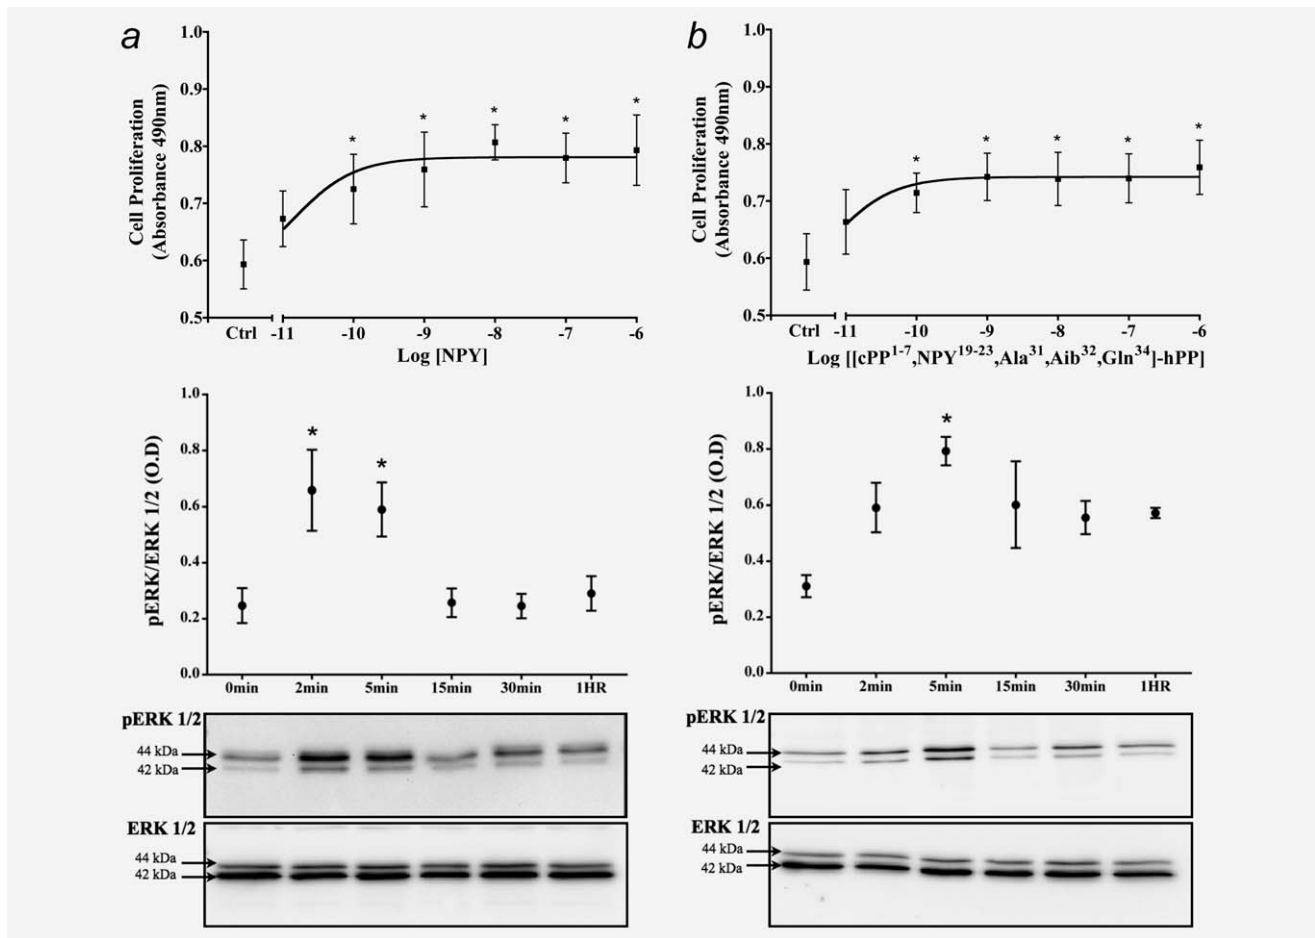 a
1.0
0.9
0.8
0.7
0.6
0.5
Cell Proliferation
(Absorbance 490nm)
*
*
*
*
*
Ctrl -11 -10 -9 -8 -7 -6
Log [NPY]
b
1.0
0.9
0.8
0.7
0.6
0.5
Cell Proliferation
(Absorbance 490nm)
*
*
*
*
*
Ctrl -11 -10 -9 -8 -7 -6
Log [[cPP1-7,NPY19-23,Ala31,Aib32,Gln34]-hPP]
1.0
0.8
0.6
0.4
0.2
0.0
pERK/ERK 1/2 (O.D)
*
*
0min 2min 5min 15min 30min 1HR
1.0
0.8
0.6
0.4
0.2
0.0
pERK/ERK 1/2 (O.D)
*
0min 2min 5min 15min 30min 1HR
pERK 1/2
44 kDa
42 kDa
ERK 1/2
44 kDa
42 kDa
pERK 1/2
44 kDa
42 kDa
ERK 1/2
44 kDa
42 kDa